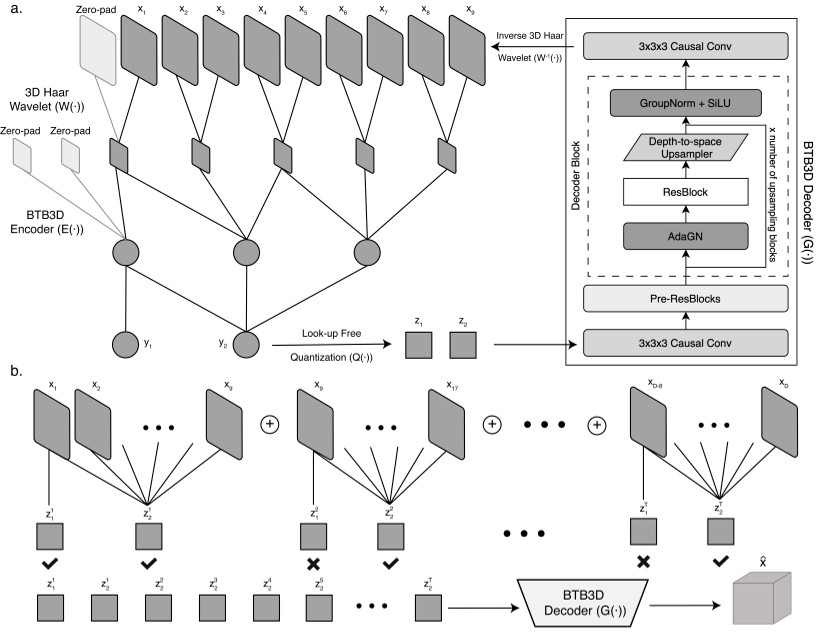 a.
Zero-pad
x1
x2
x3
x4
x5
x6
x7
x8
x9
3D Haar
Wavelet (W(·))
Zero-pad
Zero-pad
BTB3D
Encoder (E(·))
y1
y2
Look-up Free
Quantization (Q(·))
z1
z2
Inverse 3D Haar
Wavelet (W-1(·))
3x3x3 Causal Conv
GroupNorm + SiLU
Depth-to-space
Upsampler
ResBlock
AdaGN
Decoder Block
x number of upsampling blocks
Pre-ResBlocks
3x3x3 Causal Conv
BTB3D Decoder (G(·))
b.
x1
x2
x9
x9
x17
xD-8
xD
z11
z21
z12
z22
z1T
z2T
z11
z21
z22
z23
z24
z25
z2T
BTB3D
Decoder (G(·))
x̂